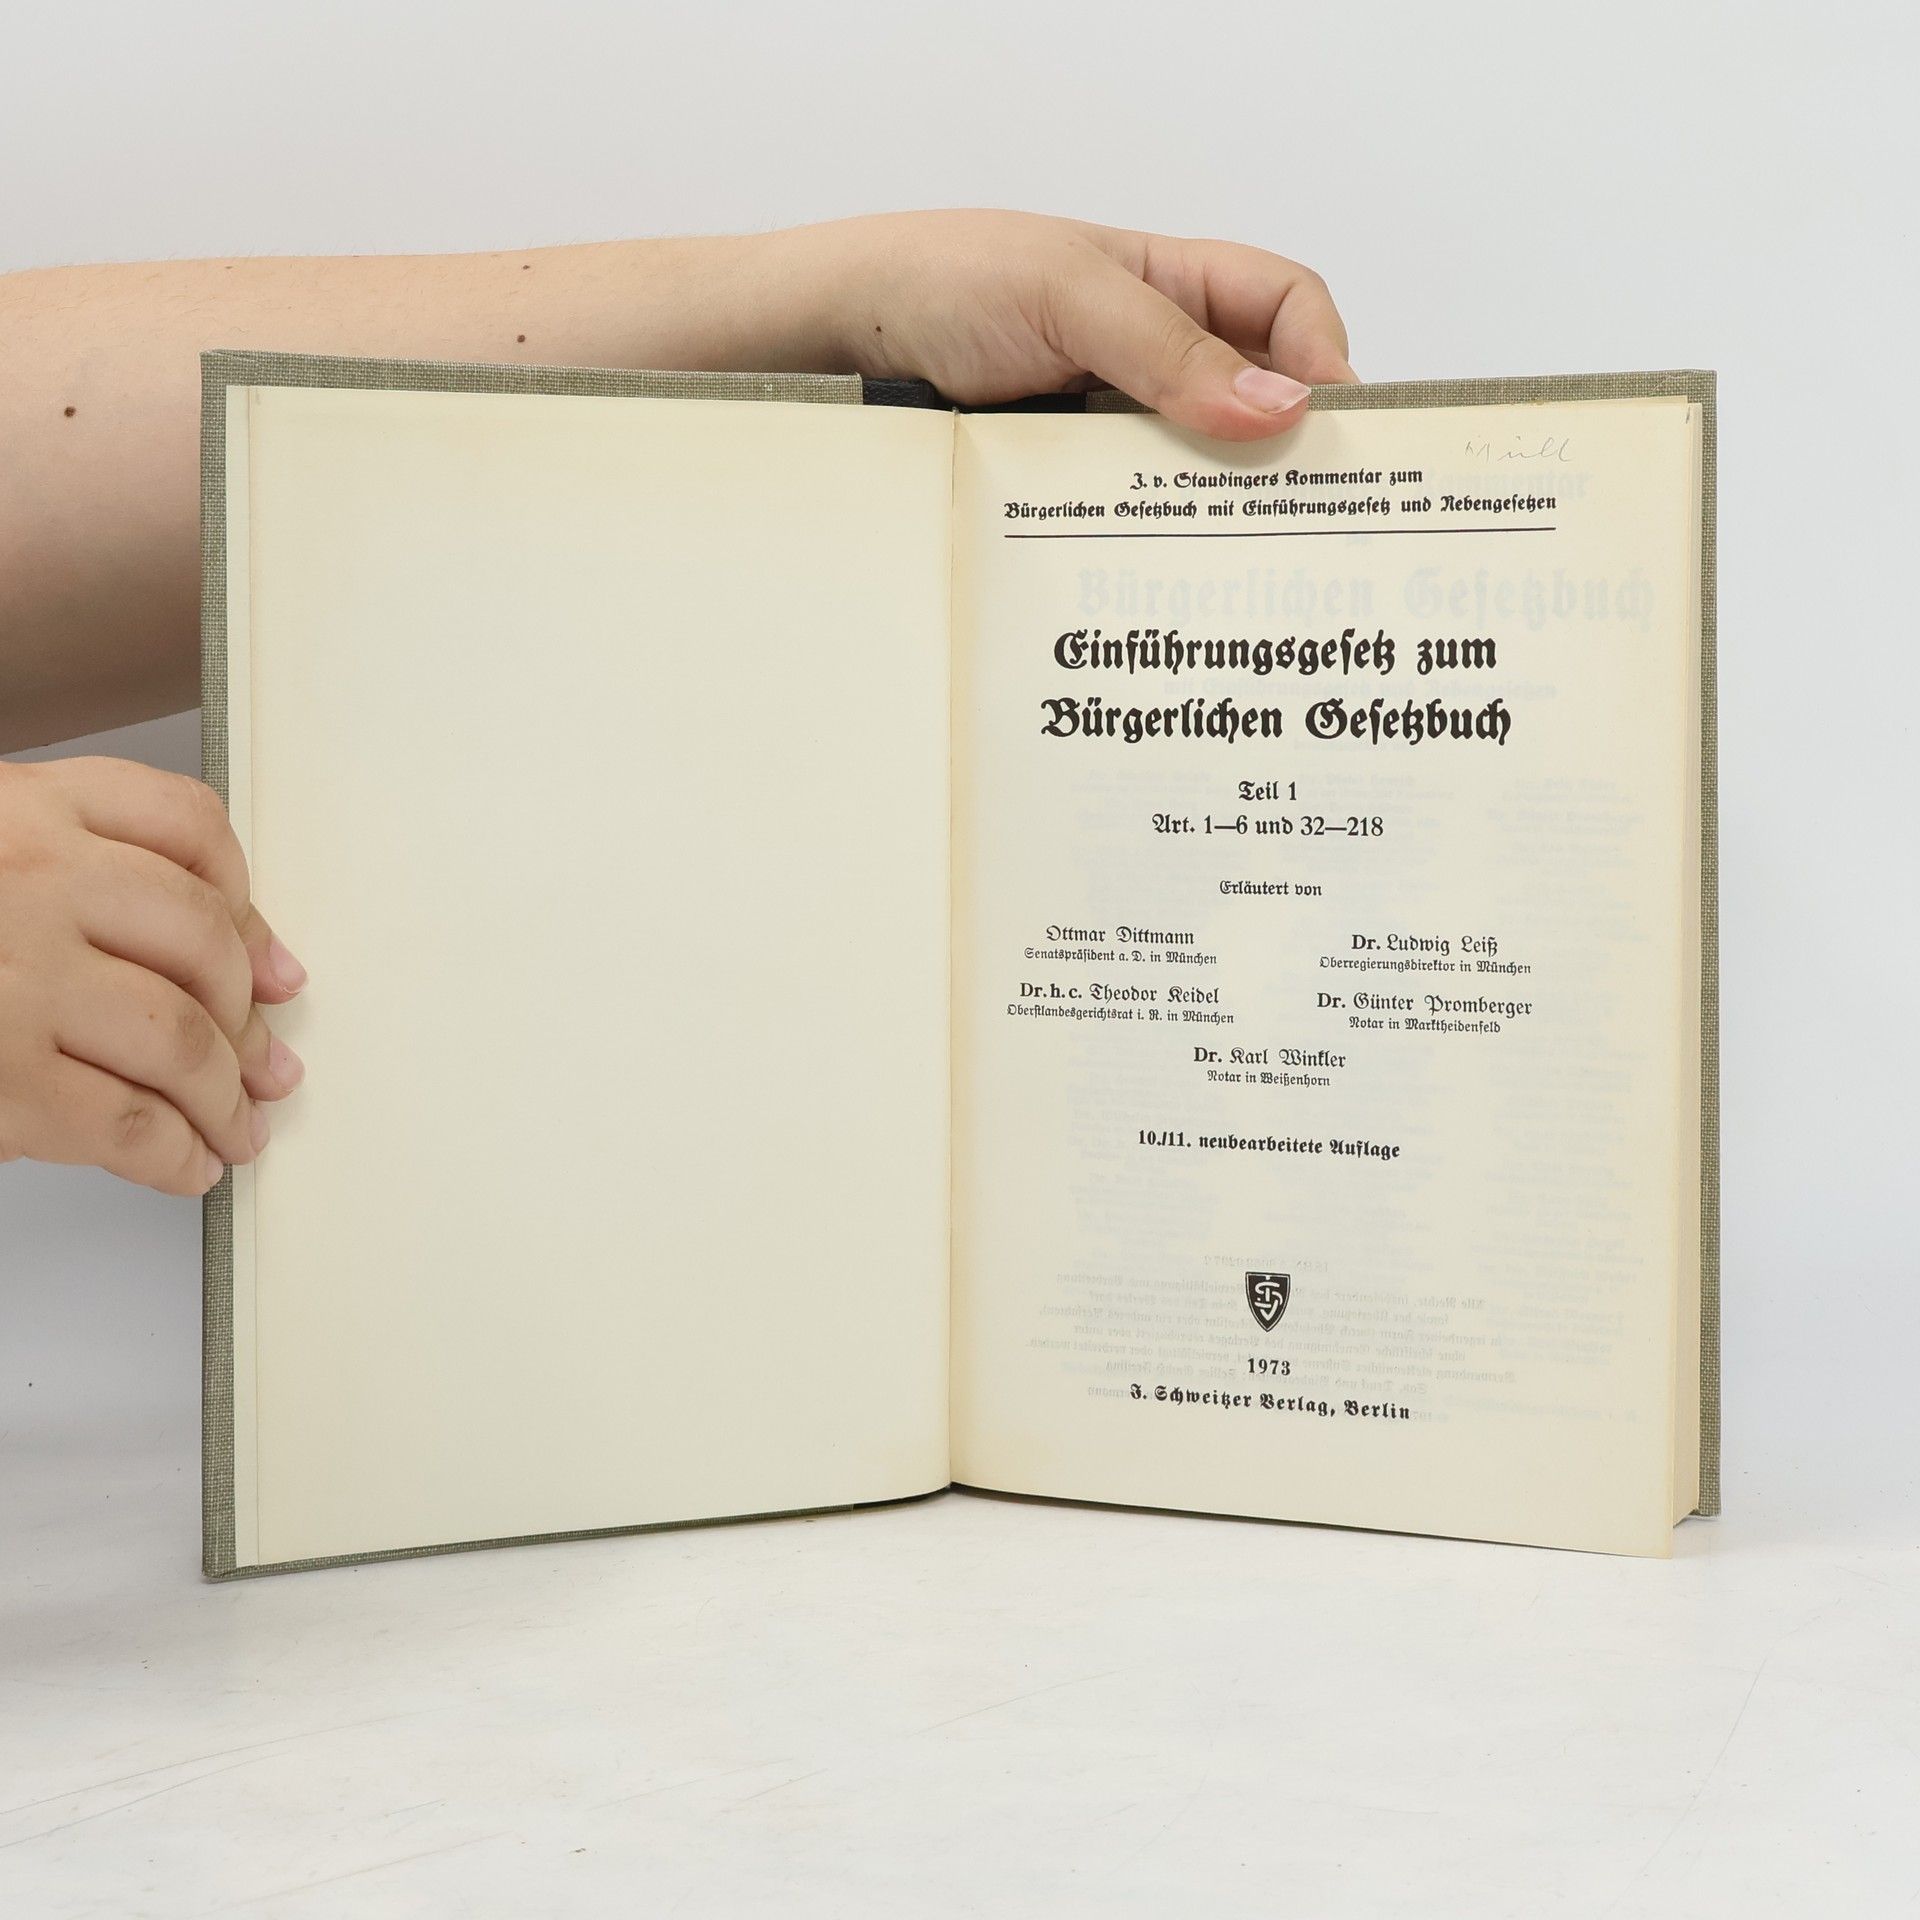 J. v. Staudingers Kommentar zum
Bürgerlichen Gesetzbuch mit Einführungsgesetz und Nebengesetzen
Einführungsgesetz zum
Bürgerlichen Gesetzbuch
Teil 1
Art. 1—6 und 32—218
Erläutert von
Ottmar Dittmann
Senatspräsident a. D. in München
Dr. Ludwig Leiß
Oberregierungsdirektor in München
Dr. h. c. Theodor Keidel
Oberstlandesgerichtsrat i. R. in München
Dr. Günter Promberger
Notar in Marktheidenfeld
Dr. Karl Winkler
Notar in Weißenhorn
10./11. neubearbeitete Auflage
1973
J. Schweitzer Verlag, Berlin